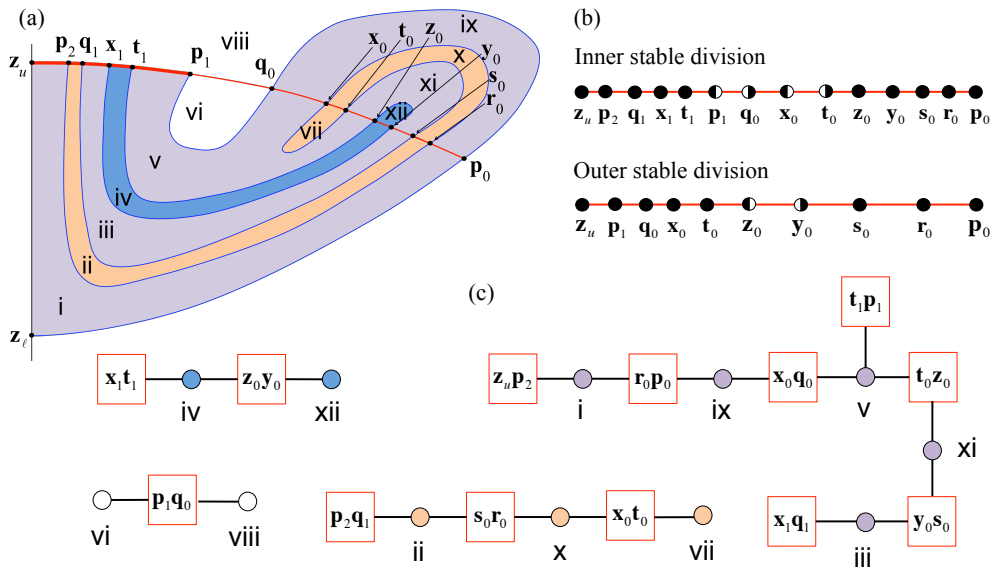 (a)
z_u
p_2 q_1 x_1 t_1
p_1
viii
q_0
x_0 t_0 z_0
ix
y_0
s_0
r_0
p_0
x
xi
xii
vii
vi
v
iv
iii
ii
i
z_ℓ
(b)
Inner stable division
z_u p_2 q_1 x_1 t_1 p_1 q_0 x_0 t_0 z_0 y_0 s_0 r_0 p_0
Outer stable division
z_u p_1 q_0 x_0 t_0 z_0 y_0 s_0 r_0 p_0
(c)
x_1t_1 z_0y_0
iv xii
p_1q_0
vi viii
t_1p_1
z_up_2 r_0p_0 x_0q_0 t_0z_0
i ix v
xi
x_1q_1 y_0s_0
iii
p_2q_1 s_0r_0 x_0t_0
ii x vii